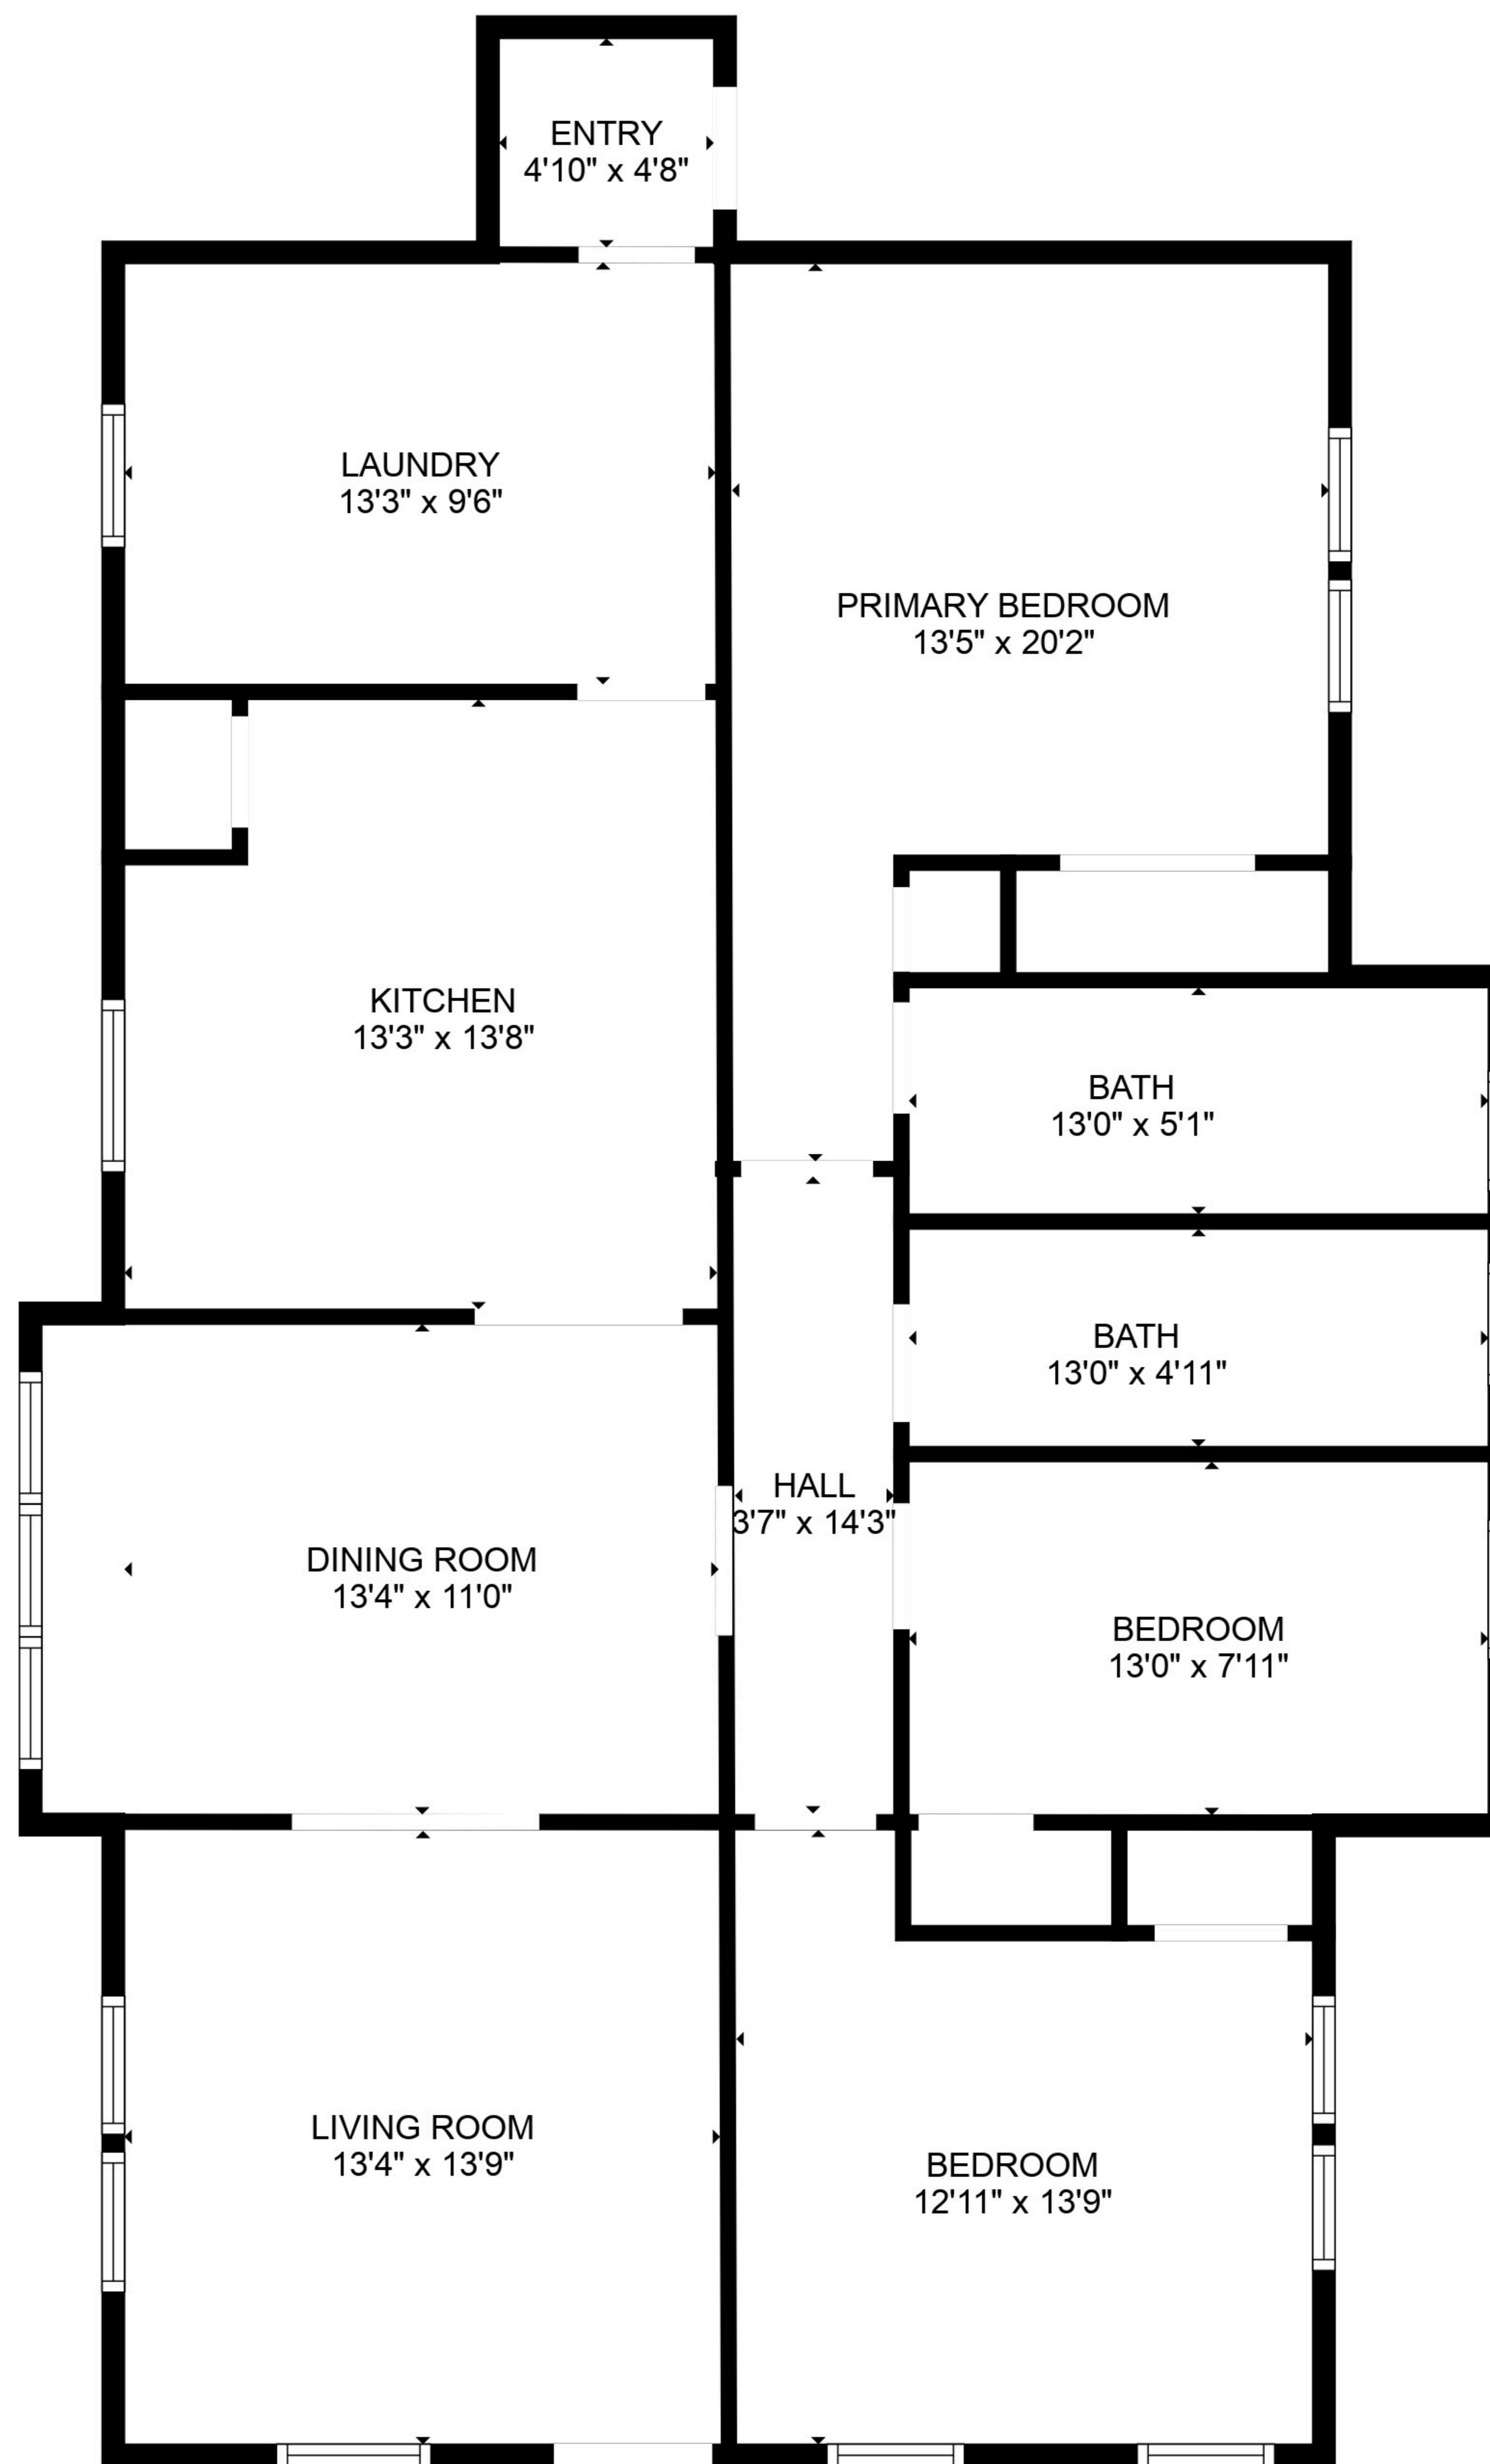 ENTRY
4'10" x 4'8"
LAUNDRY
13'3" x 9'6"
PRIMARY BEDROOM
13'5" x 20'2"
KITCHEN
13'3" x 13'8"
BATH
13'0" x 5'1"
BATH
13'0" x 4'11"
HALL
3'7" x 14'3"
DINING ROOM
13'4" x 11'0"
BEDROOM
13'0" x 7'11"
LIVING ROOM
13'4" x 13'9"
BEDROOM
12'11" x 13'9"